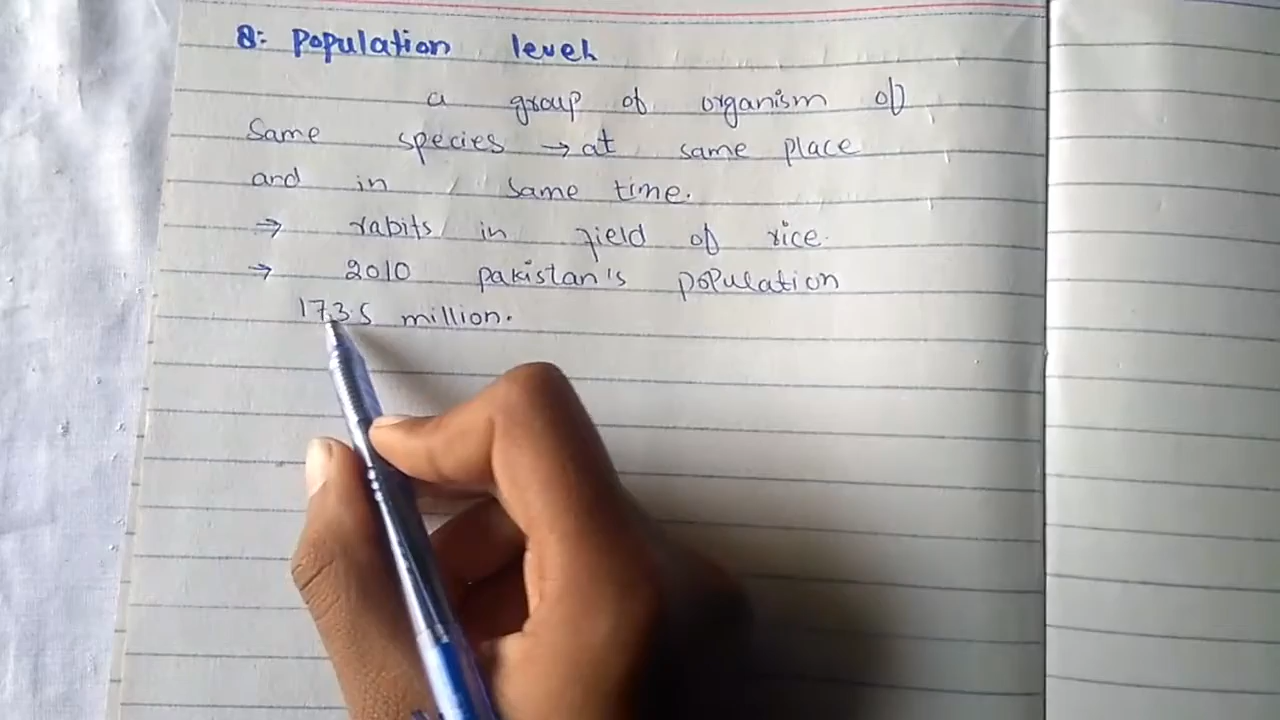 8: Population level
a group of organism of
Same species → at same place
and in same time.
⇒ rabits in field of rice.
⇒ 2010 pakistan's population
173.5 million.